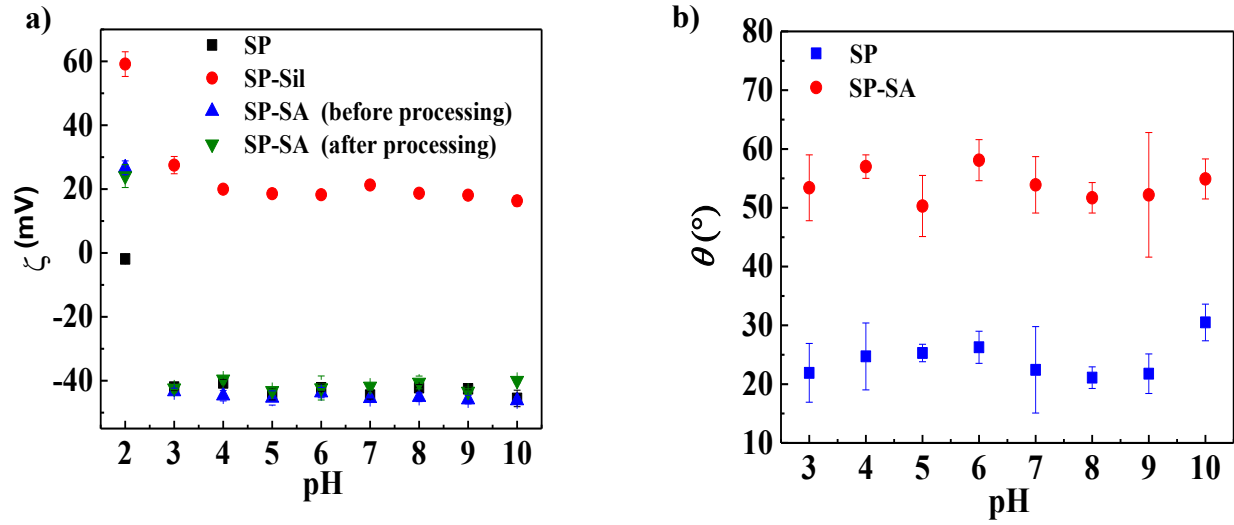 a)
SP
SP-Sil
SP-SA (before processing)
SP-SA (after processing)
60
40
20
0
-20
-40
ζ (mV)
2 3 4 5 6 7 8 9 10
pH
b)
SP
SP-SA
80
70
60
50
40
30
20
10
θ (°)
3 4 5 6 7 8 9 10
pH